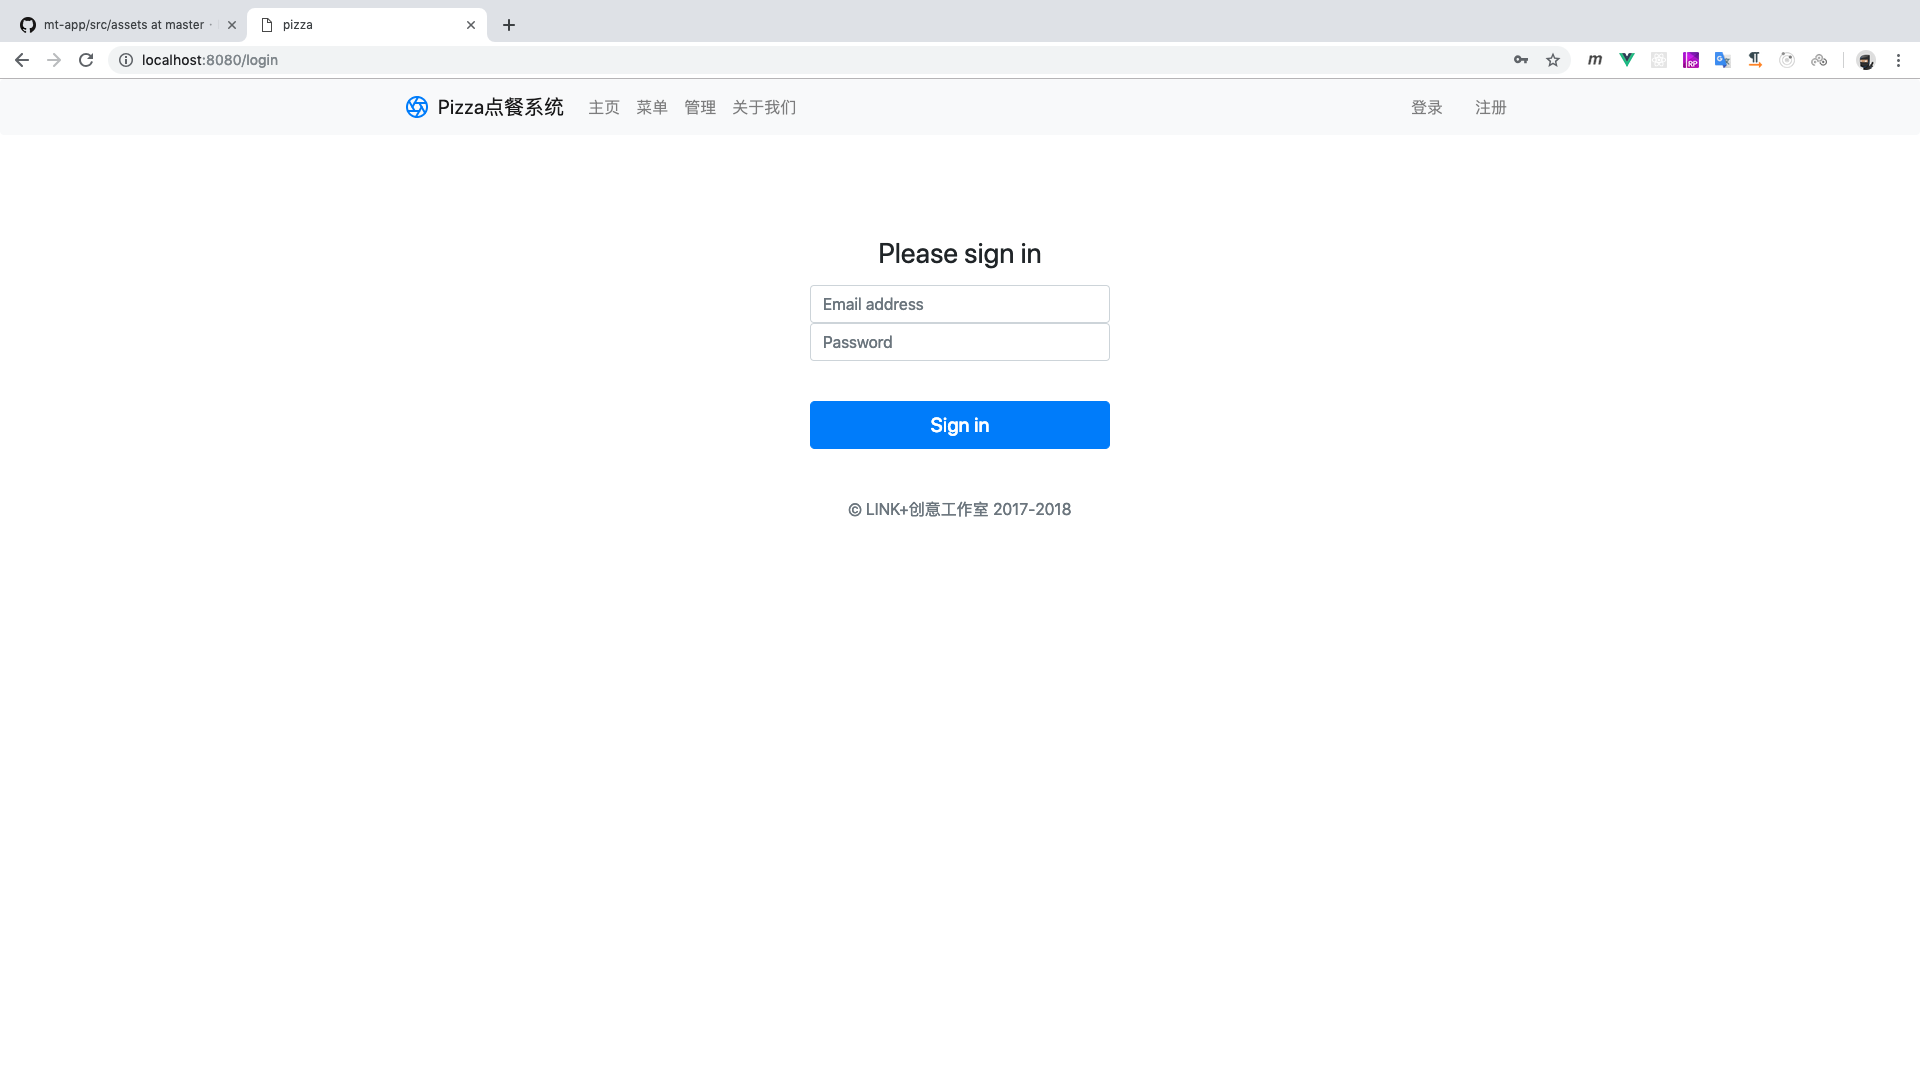 mt-app/src/assets at master ·
pizza
localhost:8080/login
Pizza点餐系统 主页 菜单 管理 关于我们 登录 注册
Please sign in
Email address
Password
Sign in
© LINK+创意工作室 2017-2018